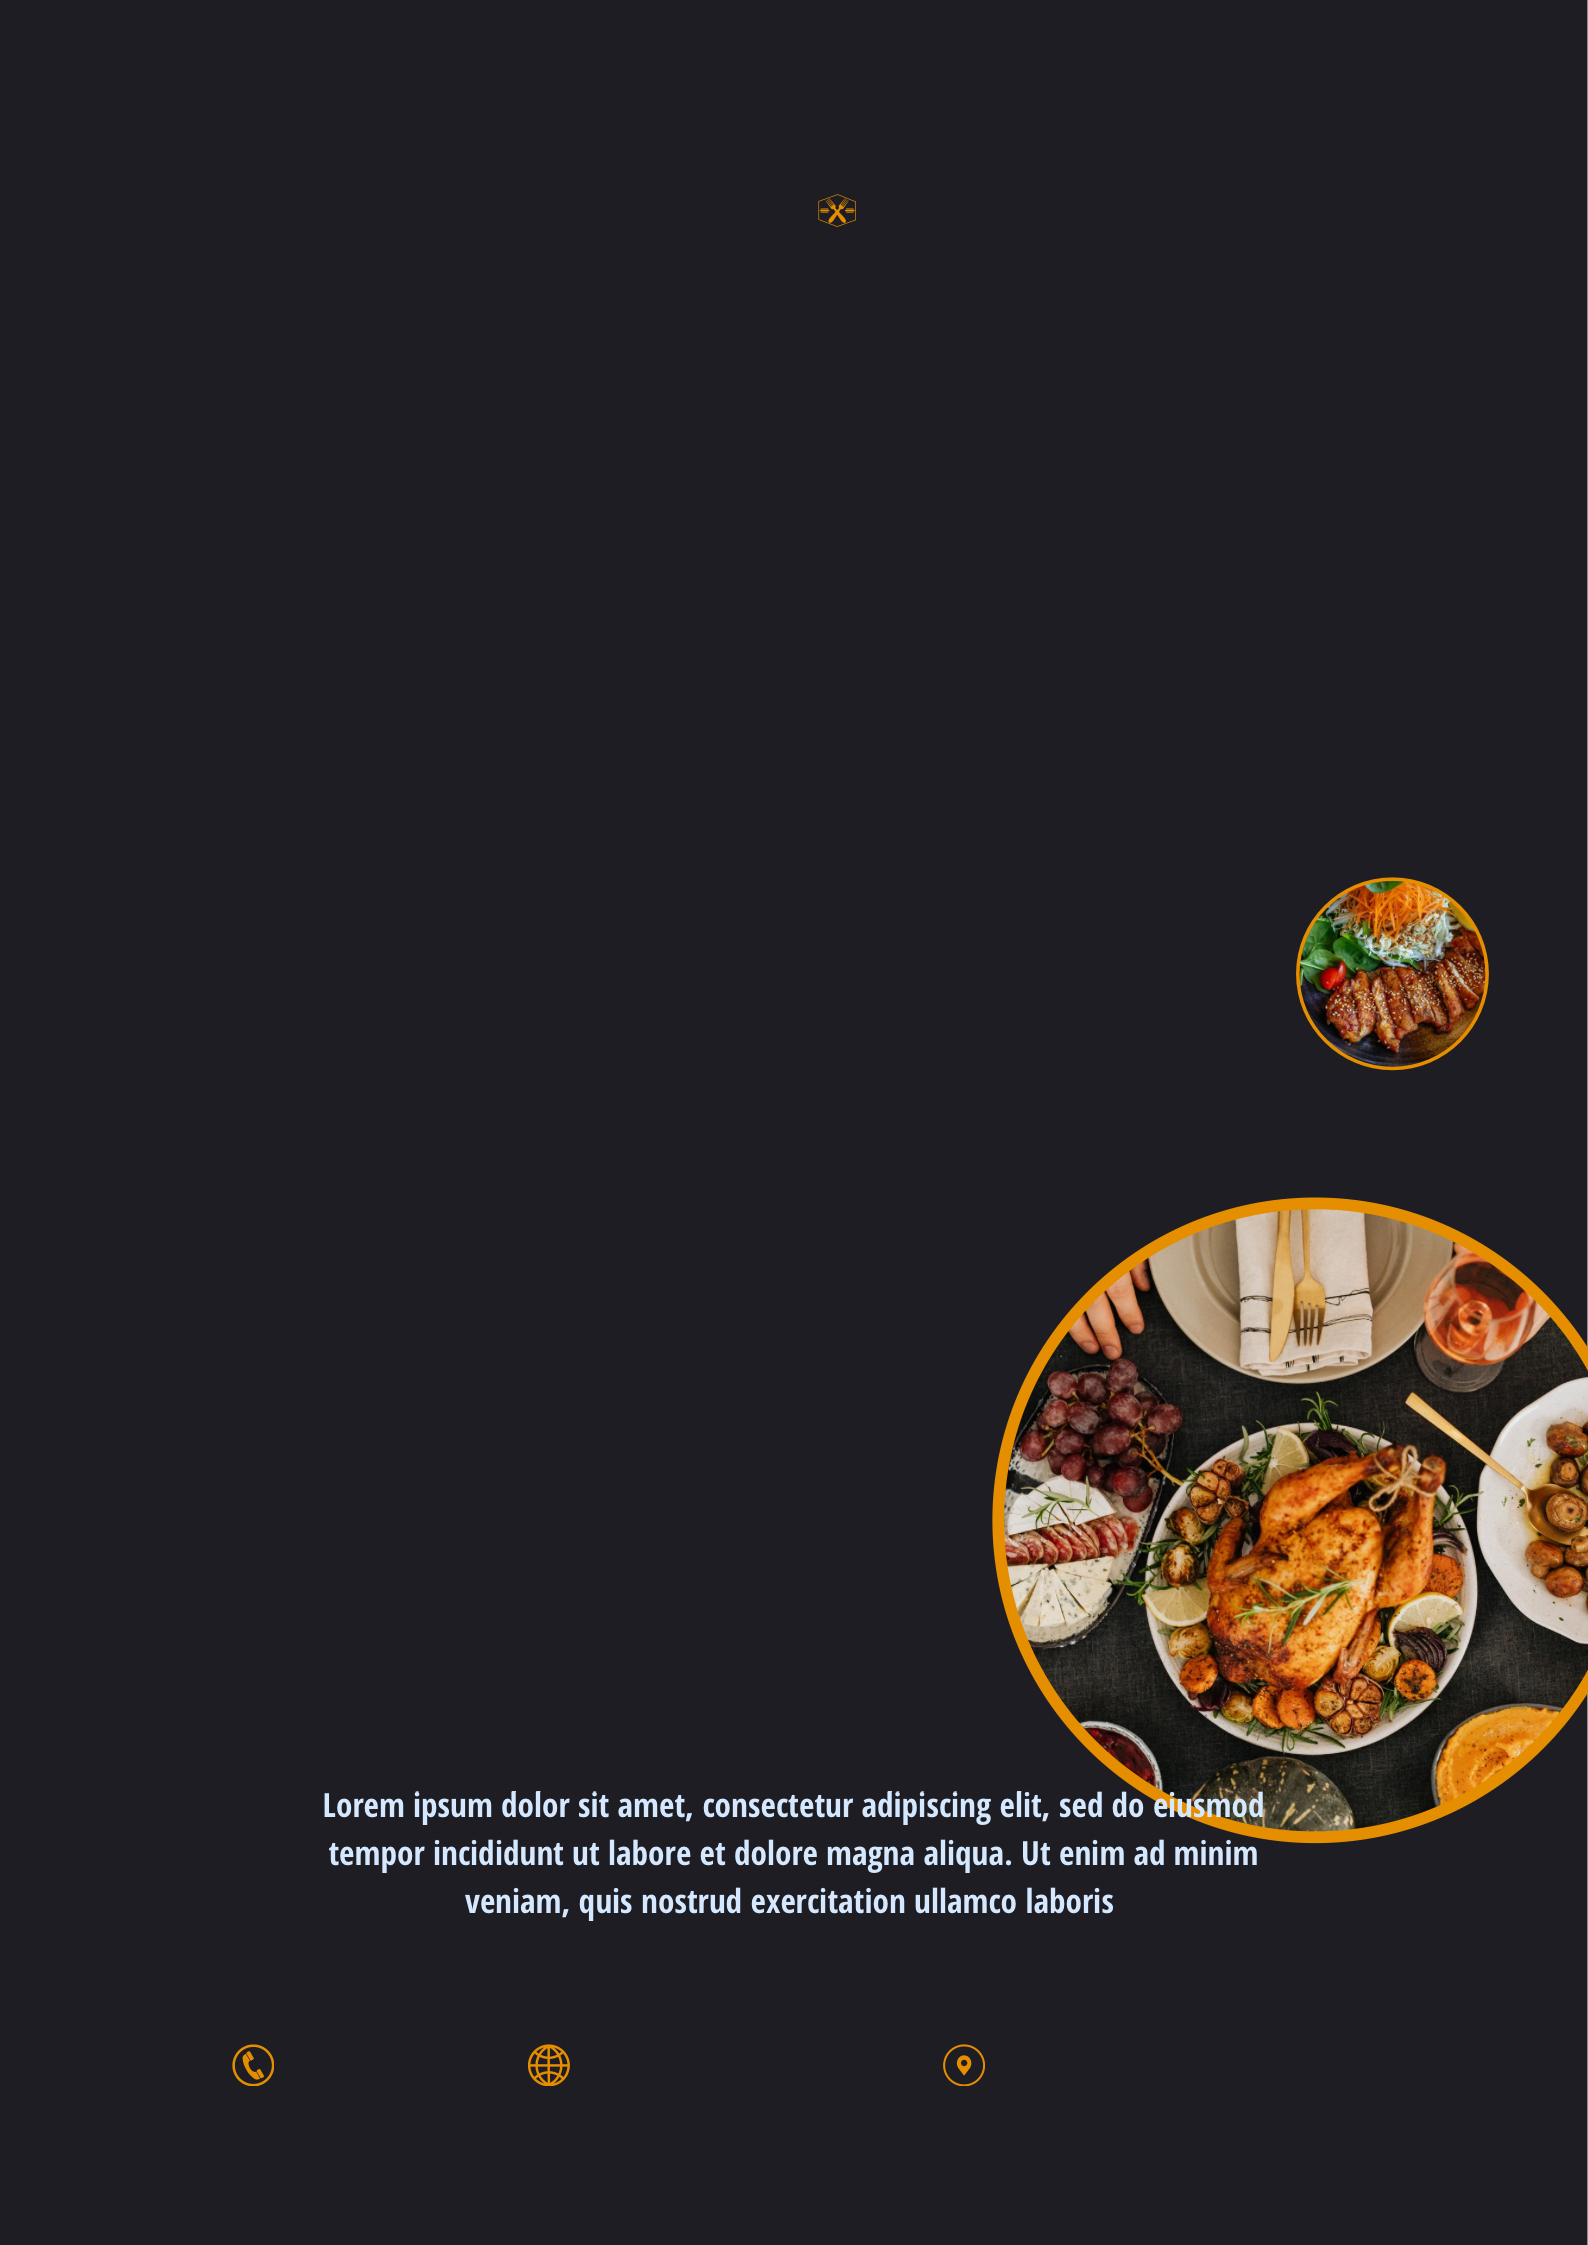 Lorem ipsum dolor sit amet, consectetur adipiscing elit, sed do eiusmod
tempor incididunt ut labore et dolore magna aliqua. Ut enim ad minim
veniam, quis nostrud exercitation ullamco laboris